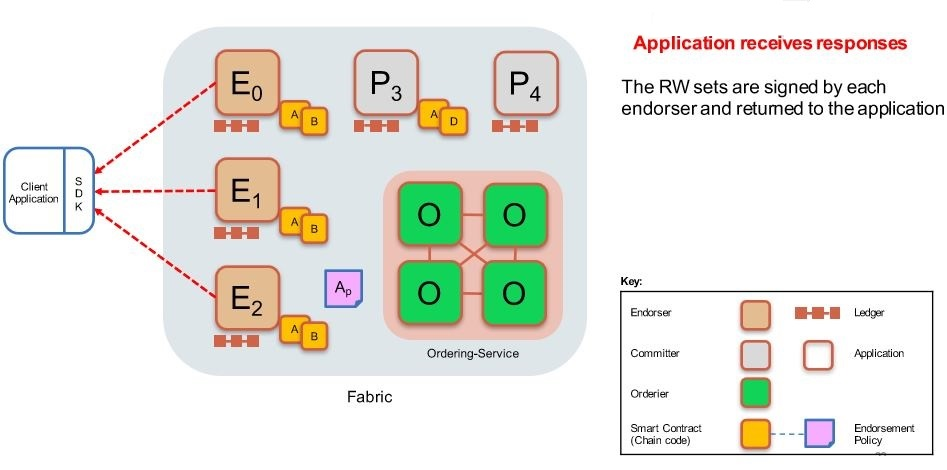 Application receives responses
The RW sets are signed by each
endorser and returned to the application
E0
A
B
P3
A
D
P4
Client
Application
S
D
K
E1
A
B
E2
A
B
Ap
O
O
O
O
Ordering-Service
Fabric
Key:
Endorser
Ledger
Committer
Application
Orderier
Smart Contract
(Chain code)
Endorsement
Policy